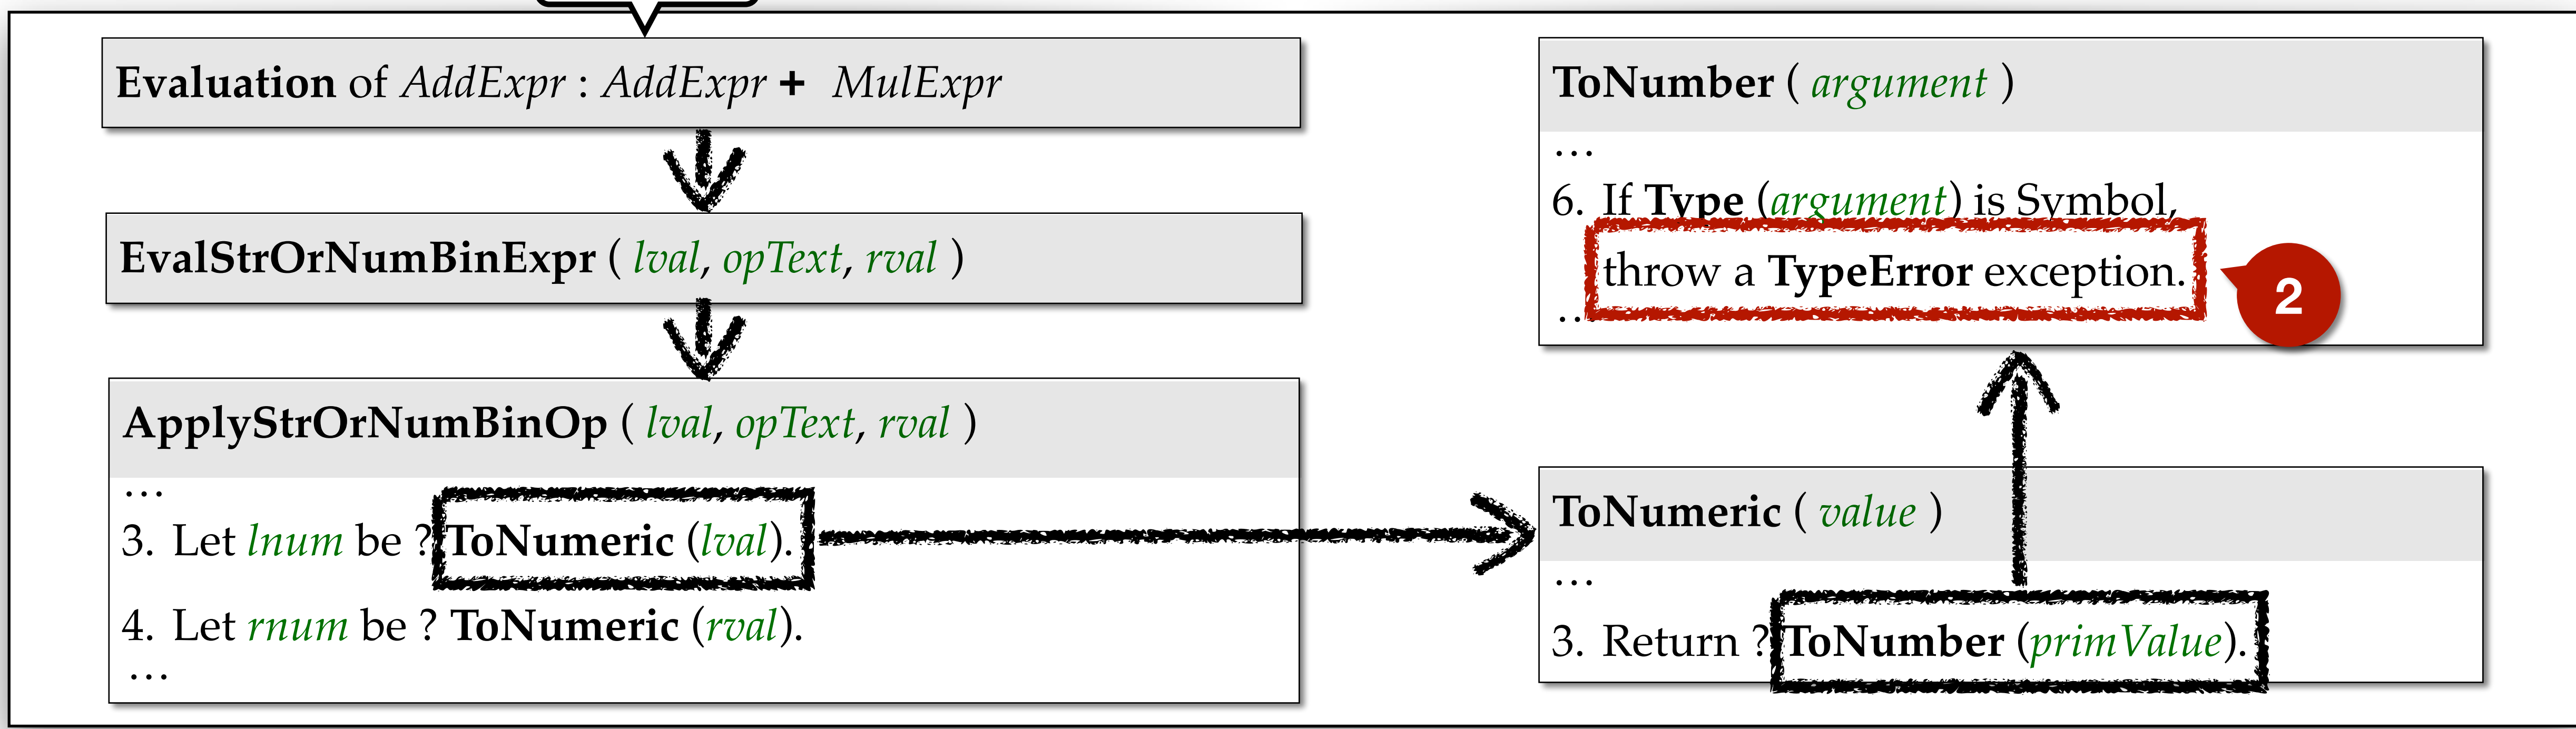 Evaluation of AddExpr : AddExpr + MulExpr
EvalStrOrNumBinExpr ( lval, opText, rval )
ApplyStrOrNumBinOp ( lval, opText, rval )
…
3. Let lnum be ? ToNumeric (lval).
4. Let rnum be ? ToNumeric (rval).
…
ToNumber ( argument )
…
6. If Type (argument) is Symbol,
throw a TypeError exception.
…
2
ToNumeric ( value )
…
3. Return ? ToNumber (primValue).